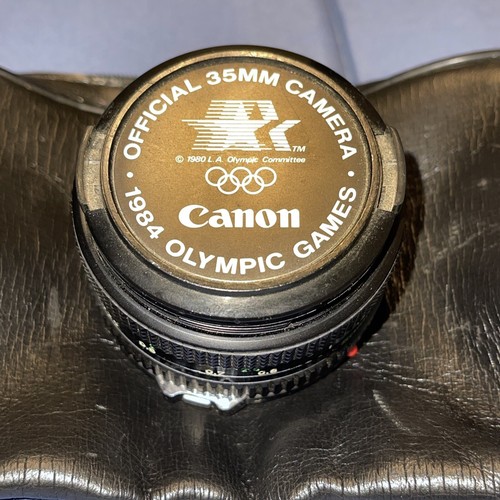 OFFICIAL 35MM CAMERA
TM
© 1980 L.A. Olympic Committee
Canon
· 1984 OLYMPIC GAMES ·